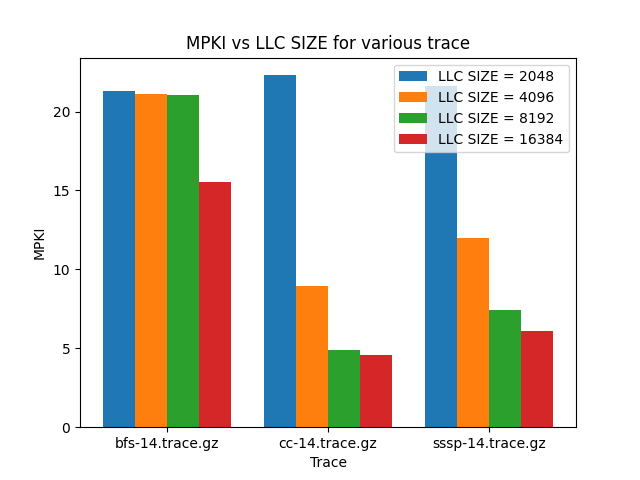 MPKI vs LLC SIZE for various trace
LLC SIZE = 2048
LLC SIZE = 4096
LLC SIZE = 8192
LLC SIZE = 16384
20
15
10
5
0
MPKI
bfs-14.trace.gz cc-14.trace.gz sssp-14.trace.gz
Trace